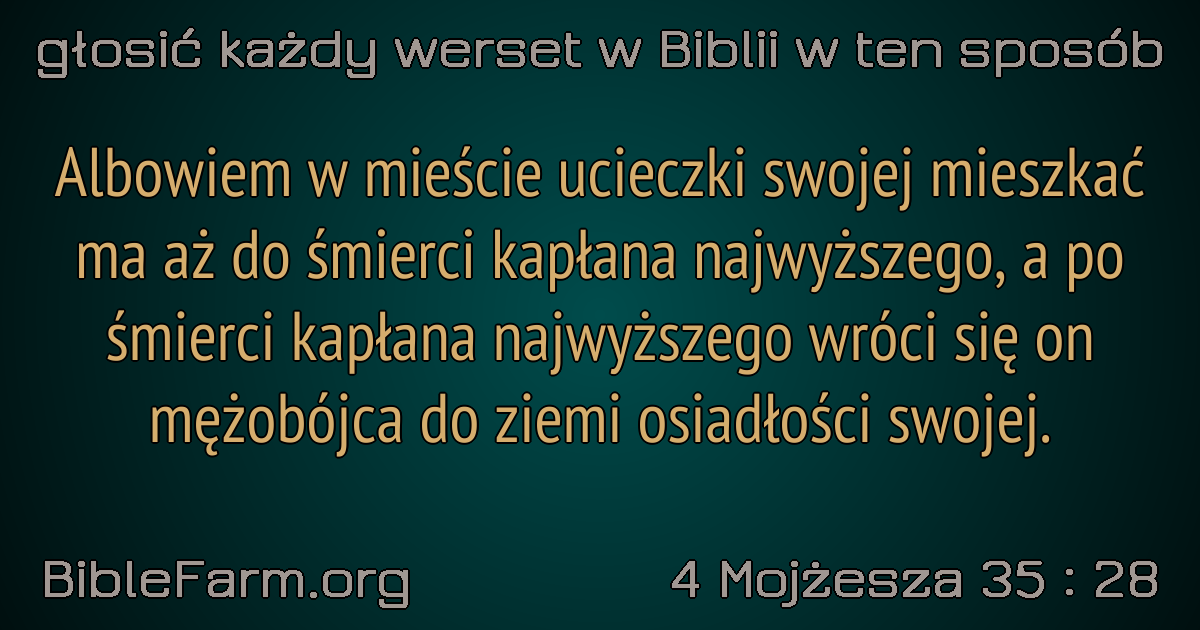 głosić każdy werset w Biblii w ten sposób
Albowiem w mieście ucieczki swojej mieszkać
ma aż do śmierci kapłana najwyższego, a po
śmierci kapłana najwyższego wróci się on
mężobójca do ziemi osiadłości swojej.
BibleFarm.org
4 Mojżesza 35 : 28